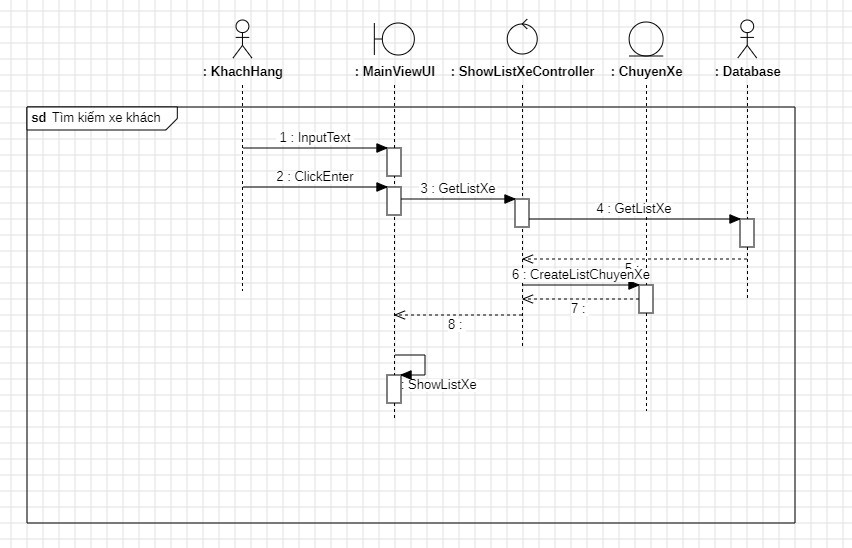 : KhachHang
: MainViewUI
: ShowListXeController
: ChuyenXe
: Database
sd Tìm kiếm xe khách
1 : InputText
2 : ClickEnter
3 : GetListXe
4 : GetListXe
5 :
6 : CreateListChuyenXe
7 :
8 :
: ShowListXe